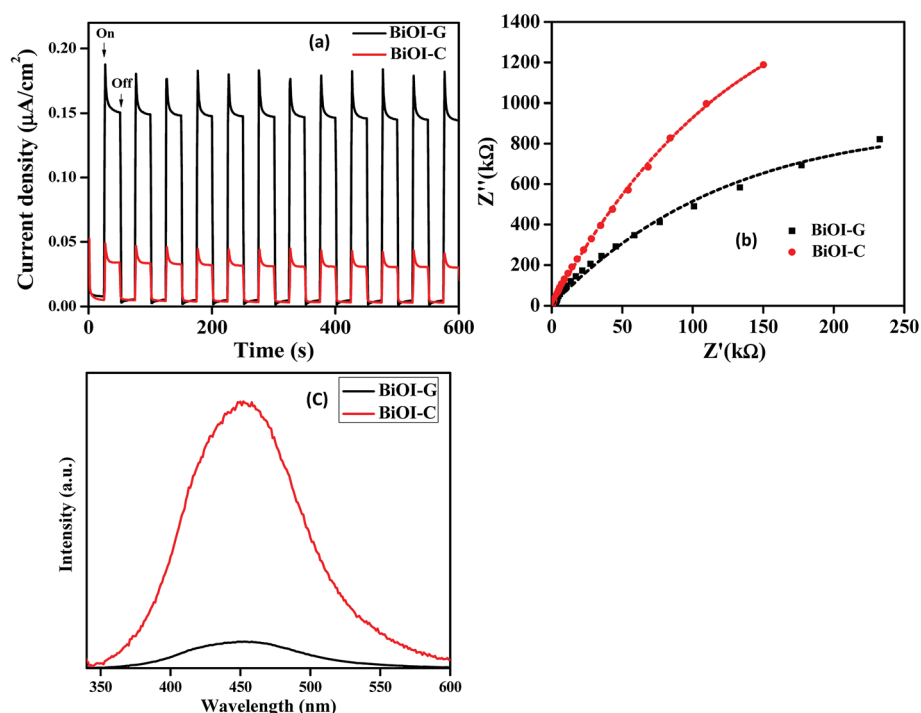 (a)
BiOI-G
BiOI-C
On
Off
Current density (µA/cm²)
0.20
0.15
0.10
0.05
0.00
0 200 400 600
Time (s)
1400
1200
1000
800
600
400
200
0
Z''(kΩ)
BiOI-G
BiOI-C
(b)
0 50 100 150 200 250
Z'(kΩ)
BiOI-G
BiOI-C
(C)
Intensity (a.u.)
350 400 450 500 550 600
Wavelength (nm)